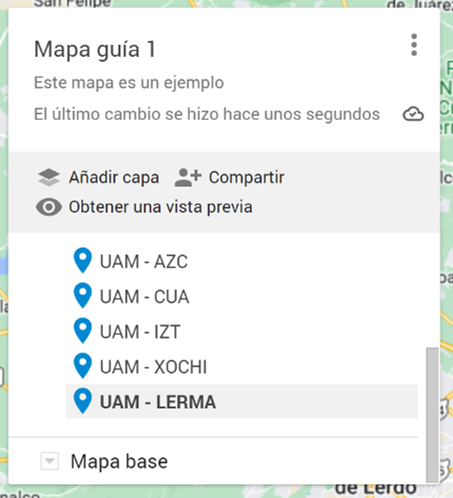 San Felipe
de Juáre
Mapa guía 1
Este mapa es un ejemplo
El último cambio se hizo hace unos segundos
Añadir capa
Compartir
Obtener una vista previa
UAM - AZC
UAM - CUA
UAM - IZT
UAM - XOCHI
UAM - LERMA
Mapa base
de Lerdo